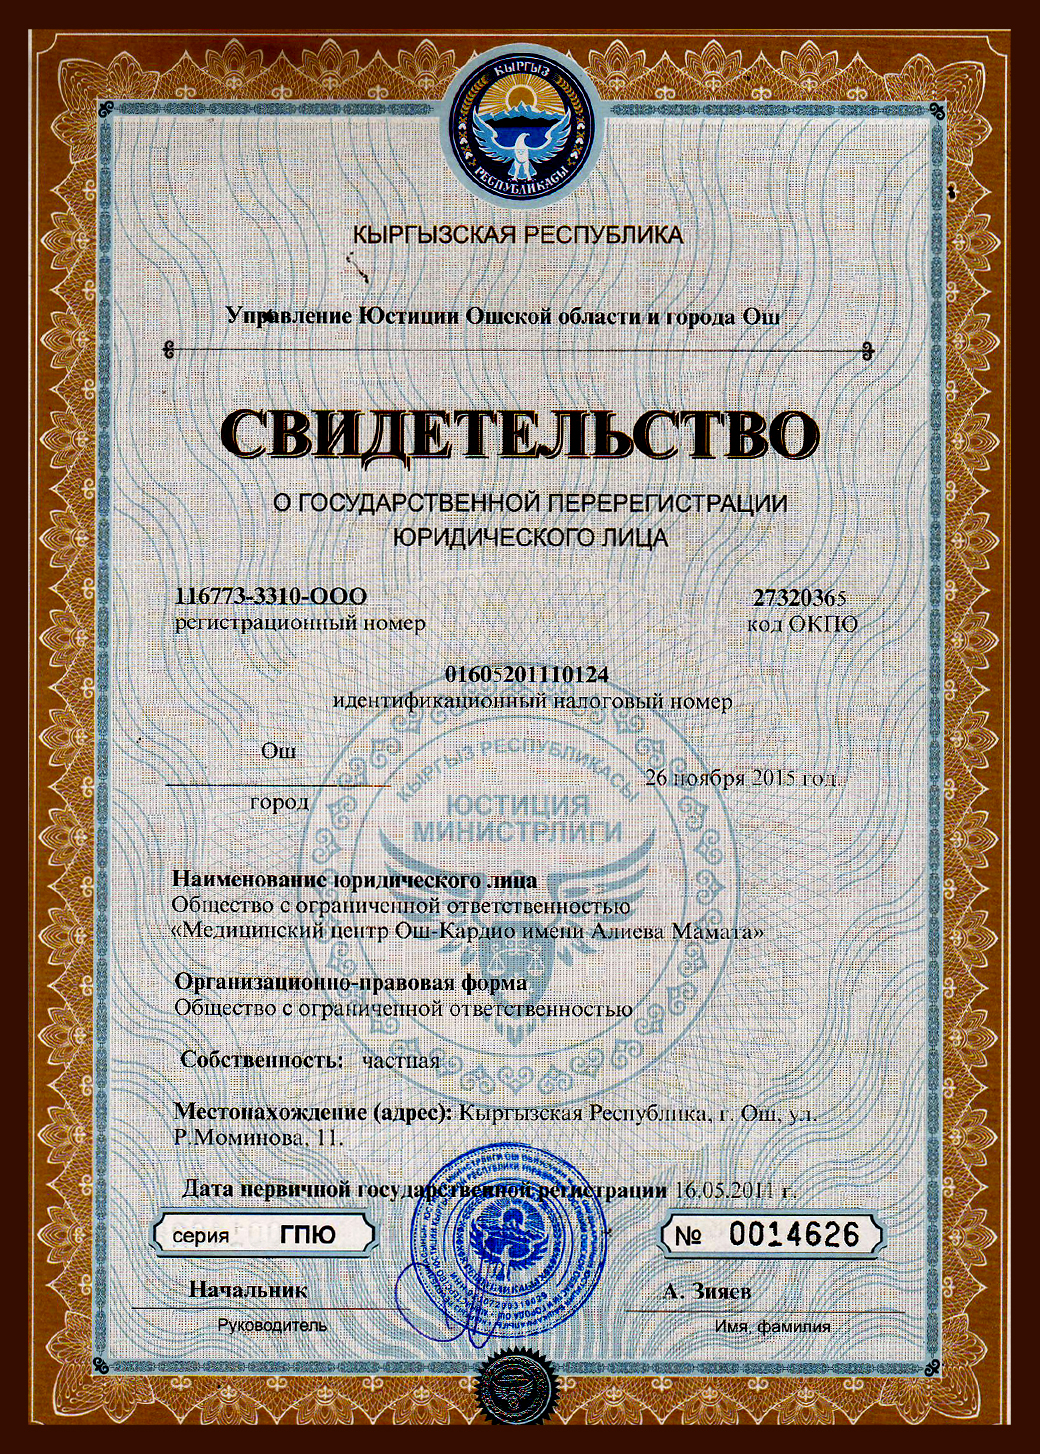 КЫРГЫЗ
РЕСПУБЛИКАСЫ
КЫРГЫЗСКАЯ РЕСПУБЛИКА
Управление Юстиции Ошской области и города Ош
СВИДЕТЕЛЬСТВО
О ГОСУДАРСТВЕННОЙ ПЕРЕРЕГИСТРАЦИИ
ЮРИДИЧЕСКОГО ЛИЦА
116773-3310-ООО 27320365
регистрационный номер код ОКПО
01605201110124
идентификационный налоговый номер
Ош
26 ноября 2015 год.
город
КЫРГЫЗ РЕСПУБЛИКАСЫ
ЮСТИЦИЯ
МИНИСТРЛИГИ
Наименование юридического лица
Общество с ограниченной ответственностью
«Медицинский центр Ош-Кардио имени Алиева Мамата»
Организационно-правовая форма
Общество с ограниченной ответственностью
Собственность: частная
Местонахождение (адрес): Кыргызская Республика, г. Ош, ул.
Р.Моминова, 11.
Дата первичной государственной регистрации 16.05.2011 г.
серия ГПЮ № 0014626
Начальник А. Зияев
Руководитель Имя, фамилия